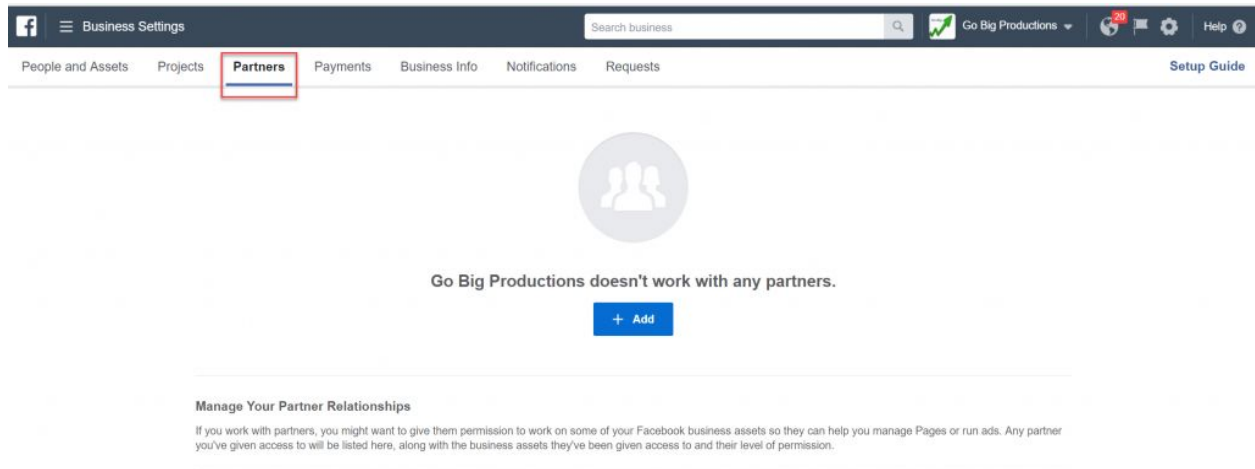 Business Settings
Search business
Go Big Productions
20
Help
People and Assets
Projects
Partners
Payments
Business Info
Notifications
Requests
Setup Guide
Go Big Productions doesn't work with any partners.
+ Add
Manage Your Partner Relationships
If you work with partners, you might want to give them permission to work on some of your Facebook business assets so they can help you manage Pages or run ads. Any partner
you've given access to will be listed here, along with the business assets they've been given access to and their level of permission.